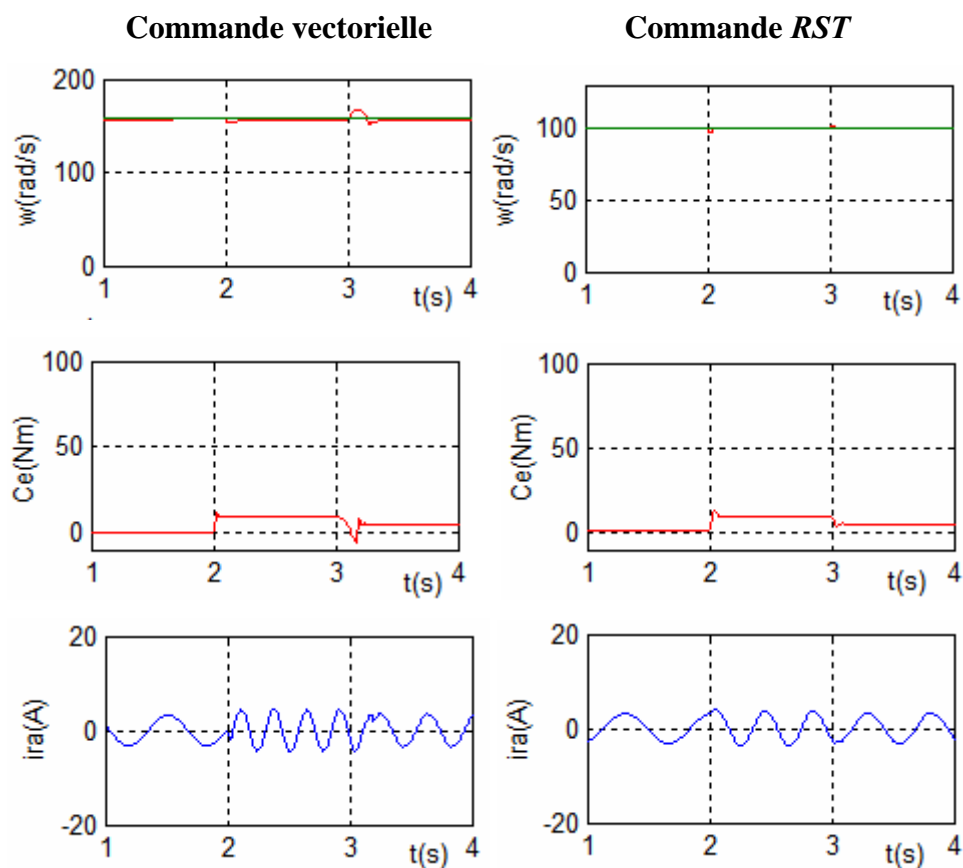 Commande vectorielle
Commande RST
w(rad/s)
200
100
0
1 2 3 4
t(s)
w(rad/s)
100
50
0
1 2 3 4
t(s)
Ce(Nm)
100
50
0
1 2 3 4
t(s)
Ce(Nm)
100
50
0
1 2 3 4
t(s)
ira(A)
20
0
-20
1 2 3 4
t(s)
ira(A)
20
0
-20
1 2 3 4
t(s)